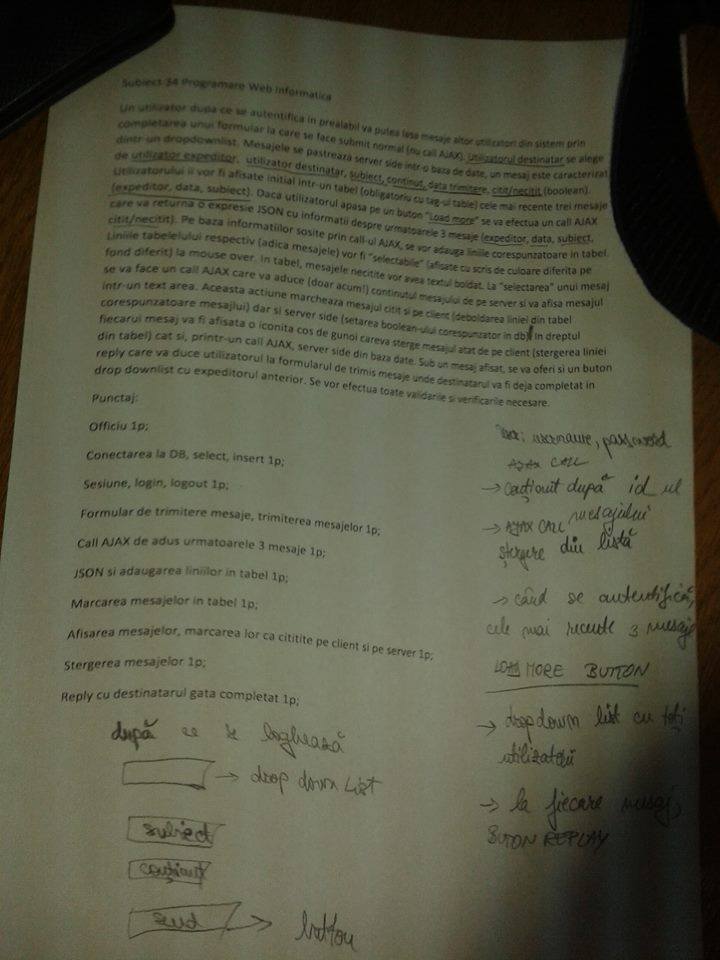 Subiect 34 Programare Web Informatica
Un utilizator dupa ce se autentifica in prealabil va putea lasa mesaje altor utilizatori din sistem prin
completarea unui formular la care se face submit normal (nu call AJAX). Utilizatorul destinatar se alege
dintr-un dropdownlist. Mesajele se pastrează server side intr-o baza de date, un mesaj este caracterizat
de utilizator expeditor, utilizator destinatar, subiect, continut, data trimitere, citit/necitit (boolean).
Utilizatorului ii vor fi afisate initial intr-un tabel (obligatoriu cu tag-ul table) cele mai recente trei mesaje
(expeditor, data, subiect). Daca utilizatorul apasa pe un buton "Load more" se va efectua un call AJAX
care va returna o expresie JSON cu informatii despre urmatoarele 3 mesaje (expeditor, data, subiect,
citit/necitit). Pe baza informatiilor sosite prin call-ul AJAX, se vor adauga liniile corespunzatoare in tabel.
Liniile tabelelului respectiv (adica mesajele) vor fi "selectabile" (afisate cu scris de culoare diferita pe
fond diferit) la mouse over. In tabel, mesajele necitite vor avea textul boldat. La "selectarea" unui mesaj
se va face un call AJAX care va aduce (doar acum!) continutul mesajului de pe server si va afisa mesajul
intr-un text area. Aceasta actiune marcheaza mesajul citit si pe client (deboldarea liniei din tabel
corespunzatoare mesajlui) dar si server side (setarea boolean-ului corespunzator in db). In dreptul
fiecarui mesaj va fi afisata o iconita cos de gunoi careva sterge mesajul atat de pe client (stergerea liniei
din tabel) cat si, printr-un call AJAX, server side din baza date. Sub un mesaj afisat, se va oferi si un buton
reply care va duce utilizatorul la formularul de trimis mesaje unde destinatarul va fi deja completat in
drop downlist cu expeditorul anterior. Se vor efectua toate validarile si verificarile necesare.
Punctaj:
Officiu 1p;
Conectarea la DB, select, insert 1p;
Sesiune, login, logout 1p;
Formular de trimitere mesaje, trimiterea mesajelor 1p;
Call AJAX de adus urmatoarele 3 mesaje 1p;
JSON si adaugarea liniilor in tabel 1p;
Marcarea mesajelor in tabel 1p;
Afisarea mesajelor, marcarea lor ca cititite pe client si pe server 1p;
Stergerea mesajelor 1p;
Reply cu destinatarul gata completat 1p;
după ce se loghează
→ drop down list
subiect
conținut
send → button
username, password
AJAX CALL
→ conținut după id ul
mesajului
→ AJAX CALL
ștergere din listă
→ când se autentifică,
cele mai recente 3 mesaje
LOAD MORE BUTTON
→ drop down list cu toți
utilizatorii
→ la fiecare mesaj,
BUTON REPLAY